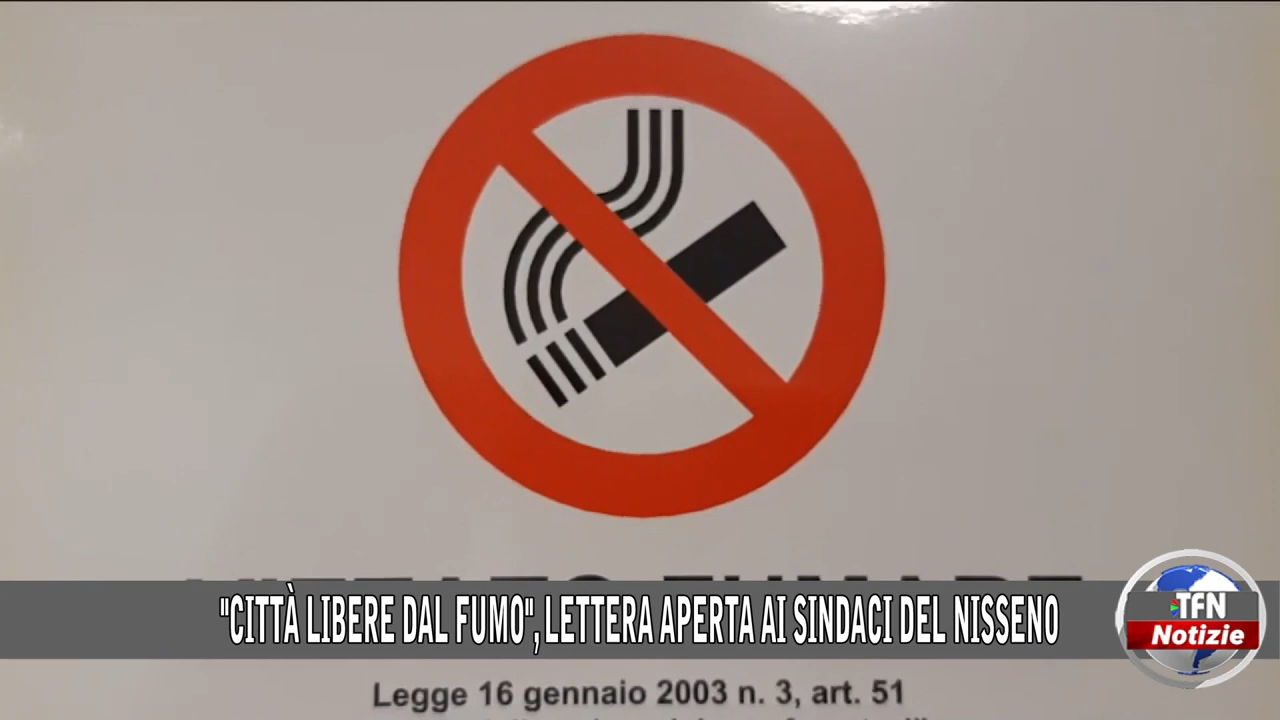 "CITTÀ LIBERE DAL FUMO", LETTERA APERTA AI SINDACI DEL NISSENO
TFN
Notizie
Legge 16 gennaio 2003 n. 3, art. 51